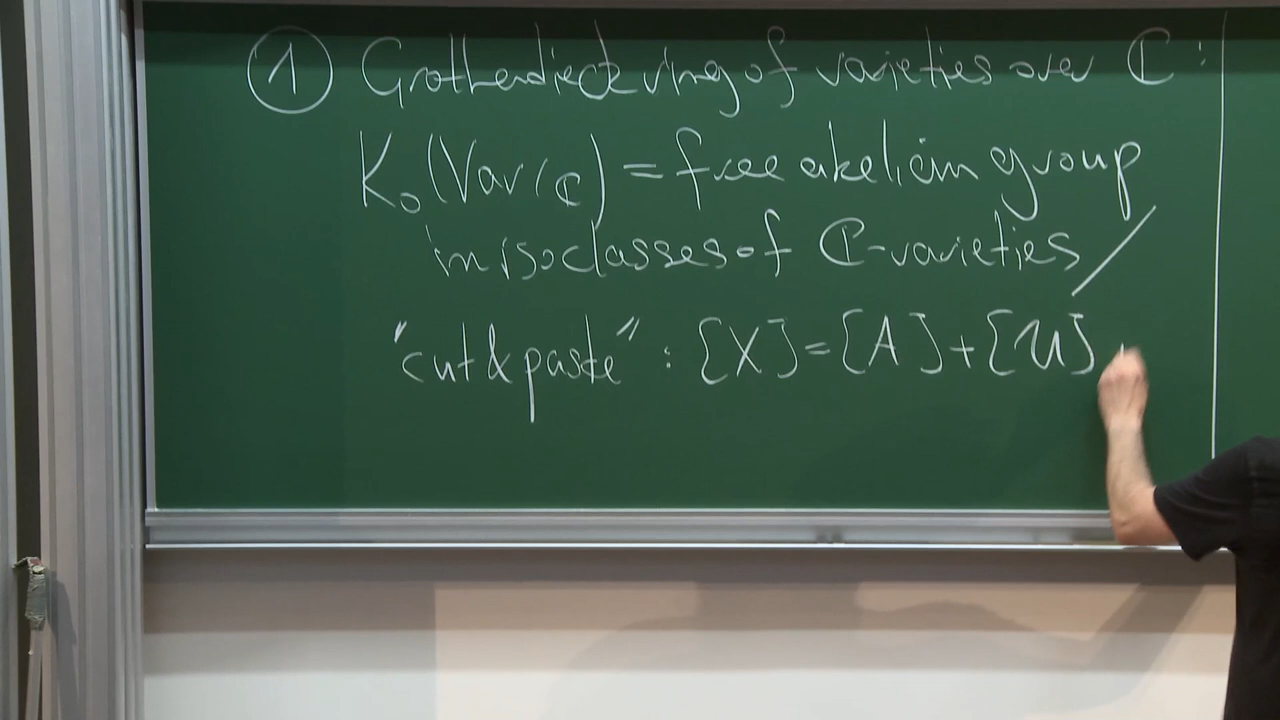 ① Grothendieck ring of varieties over ℂ :
K₀(Var/ℂ) = free abelian group
in isoclasses of ℂ-varieties /
"cut & paste" : [X] = [A] + [U]